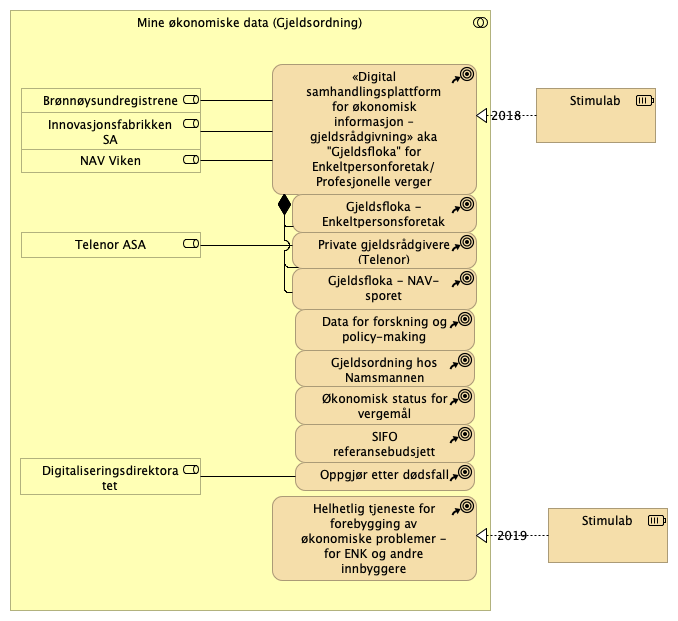 Mine økonomiske data (Gjeldsordning)
«Digital
samhandlingsplattform
for økonomisk
informasjon –
gjeldsrådgivning» aka
"Gjeldsfloka" for
Enkeltpersonforetak/
Profesjonelle verger
Brønnøysundregistrene
Innovasjonsfabrikken
SA
NAV Viken
2018
Stimulab
Gjeldsfloka –
Enkeltpersonsforetak
Telenor ASA
Private gjeldsrådgivere
(Telenor)
Gjeldsfloka – NAV-
sporet
Data for forskning og
policy-making
Gjeldsordning hos
Namsmannen
Økonomisk status for
vergemål
SIFO
referansebudsjett
Digitaliseringsdirektora
tet
Oppgjør etter dødsfall
Helhetlig tjeneste for
forebygging av
økonomiske problemer –
for ENK og andre
innbyggere
2019
Stimulab